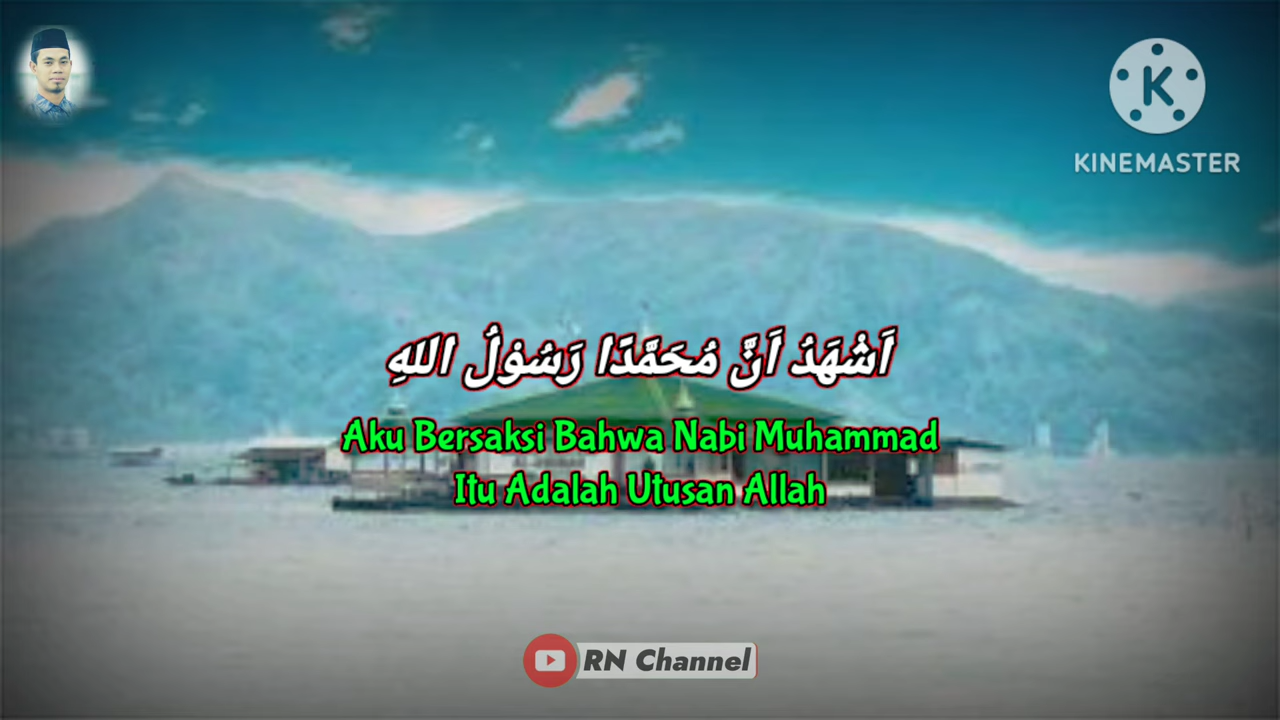 KINEMASTER
اَشْهَدُ اَنَّ مُحَمَّدًا رَسُوْلُ اللهِ
Aku Bersaksi Bahwa Nabi Muhammad
Itu Adalah Utusan Allah
RN Channel